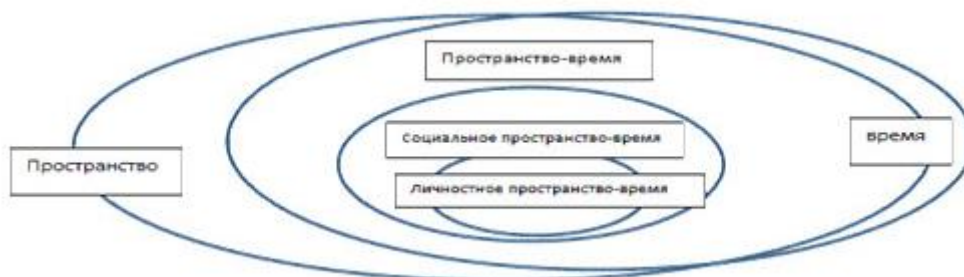 Пространство-время
Социальное пространство-время
время
Пространство
Личностное пространство-время